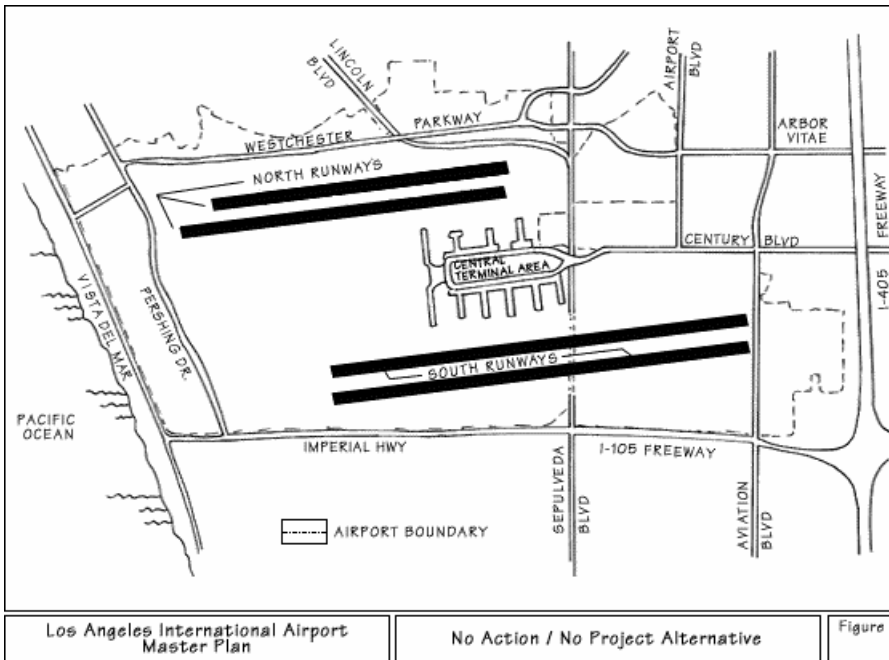 LINCOLN
BLVD
AIRPORT
BLVD
WESTCHESTER
PARKWAY
ARBOR
VITAE
NORTH RUNWAYS
FREEWAY
I-405
CENTURY BLVD
CENTRAL
TERMINAL AREA
VISTA DEL MAR
PERSHING DR.
SOUTH RUNWAYS
PACIFIC
OCEAN
IMPERIAL HWY
I-105 FREEWAY
SEPULVEDA
BLVD
AVIATION
BLVD
AIRPORT BOUNDARY
Los Angeles International Airport
Master Plan
No Action / No Project Alternative
Figure